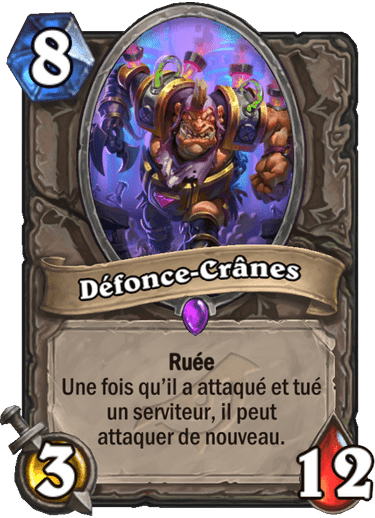 8
Défonce-Crânes
Ruée
Une fois qu'il a attaqué et tué
un serviteur, il peut
attaquer de nouveau.
3
12